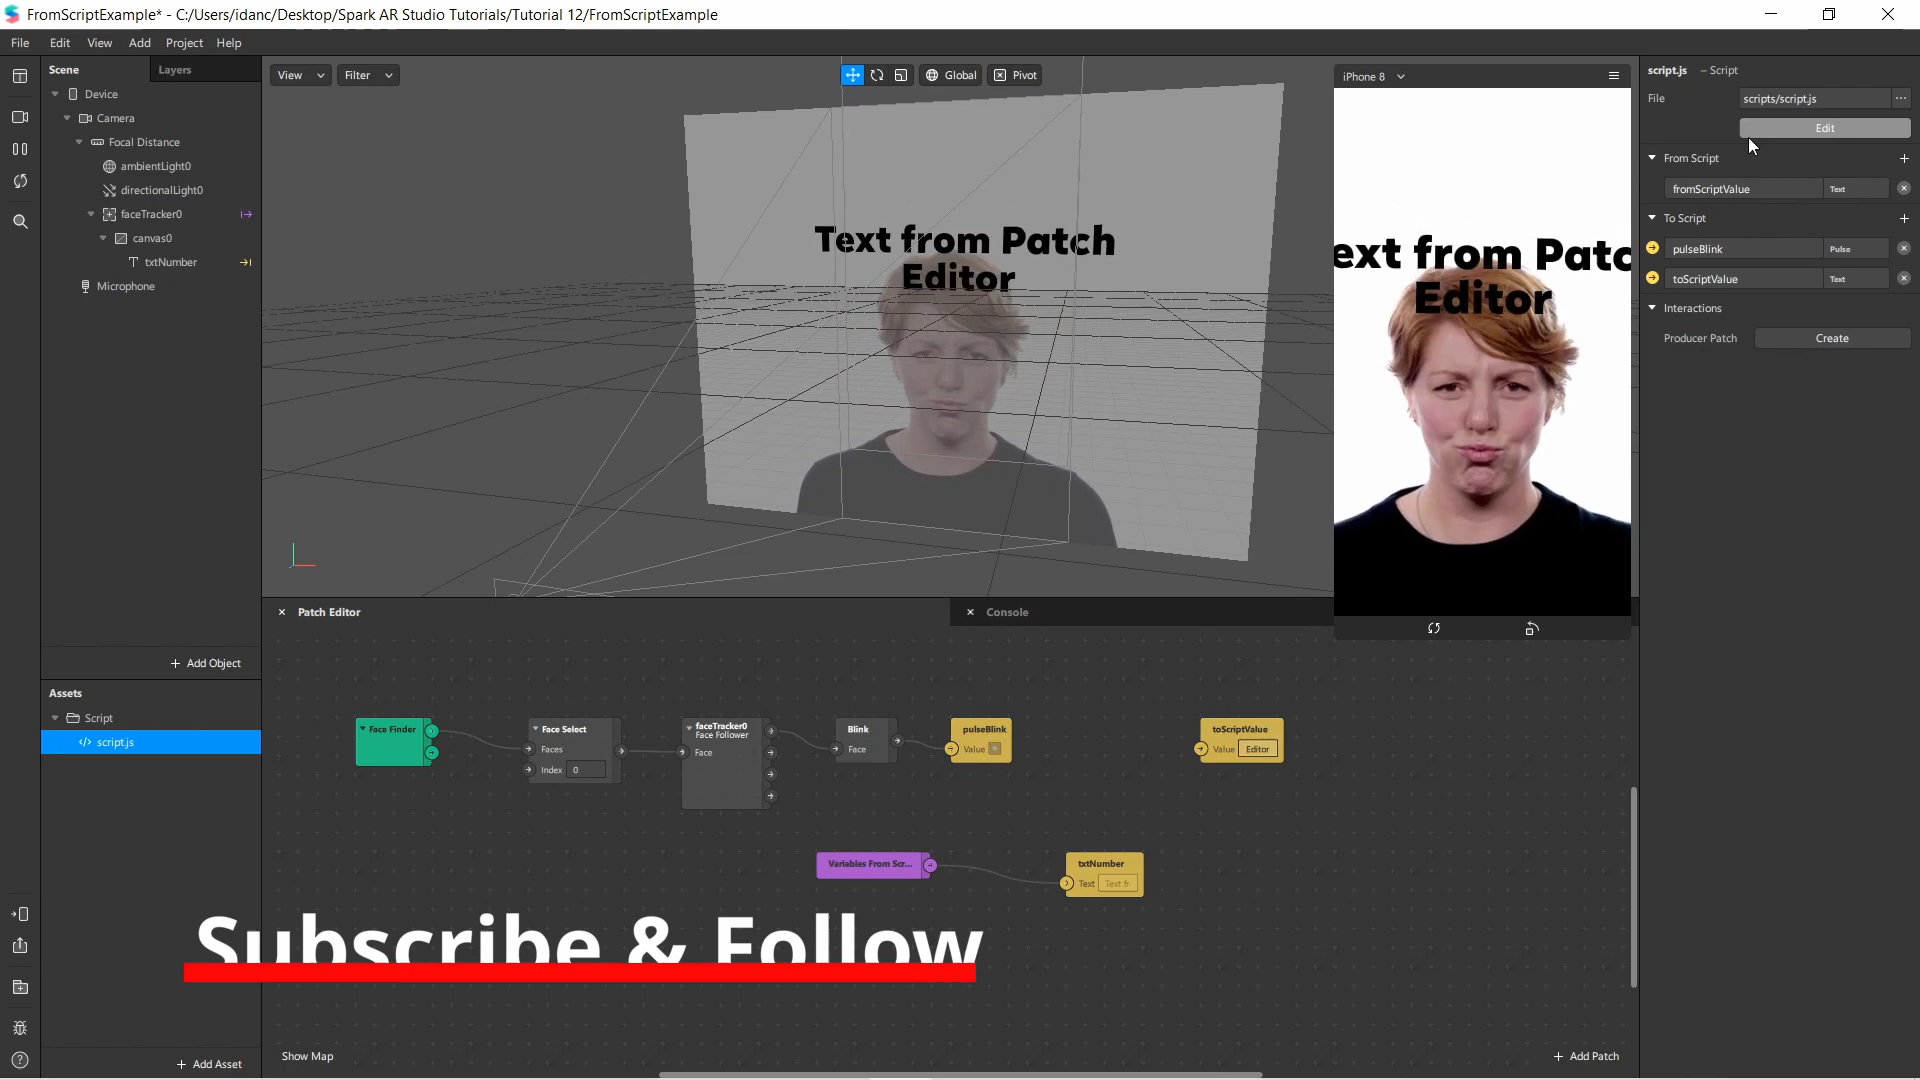 FromScriptExample* - C:/Users/idanc/Desktop/Spark AR Studio Tutorials/Tutorial 12/FromScriptExample
File Edit View Add Project Help
Scene Layers
Device
Camera
Focal Distance
ambientLight0
directionalLight0
faceTracker0
canvas0
txtNumber
Microphone
+ Add Object
Assets
Script
</> script.js
+ Add Asset
View Filter Global Pivot
Text from Patch
Editor
iPhone 8
ext from Patc
Editor
script.js – Script
File scripts/script.js ...
Edit
From Script +
fromScriptValue Text
To Script +
pulseBlink Pulse
toScriptValue Text
Interactions
Producer Patch Create
Patch Editor
Console
Face Finder
Face Select
Faces
Index 0
faceTracker0
Face Follower
Face
Blink
Face
pulseBlink
Value
toScriptValue
Value Editor
Variables From Scr...
txtNumber
Text Text fr
Subscribe & Follow
Show Map
+ Add Patch